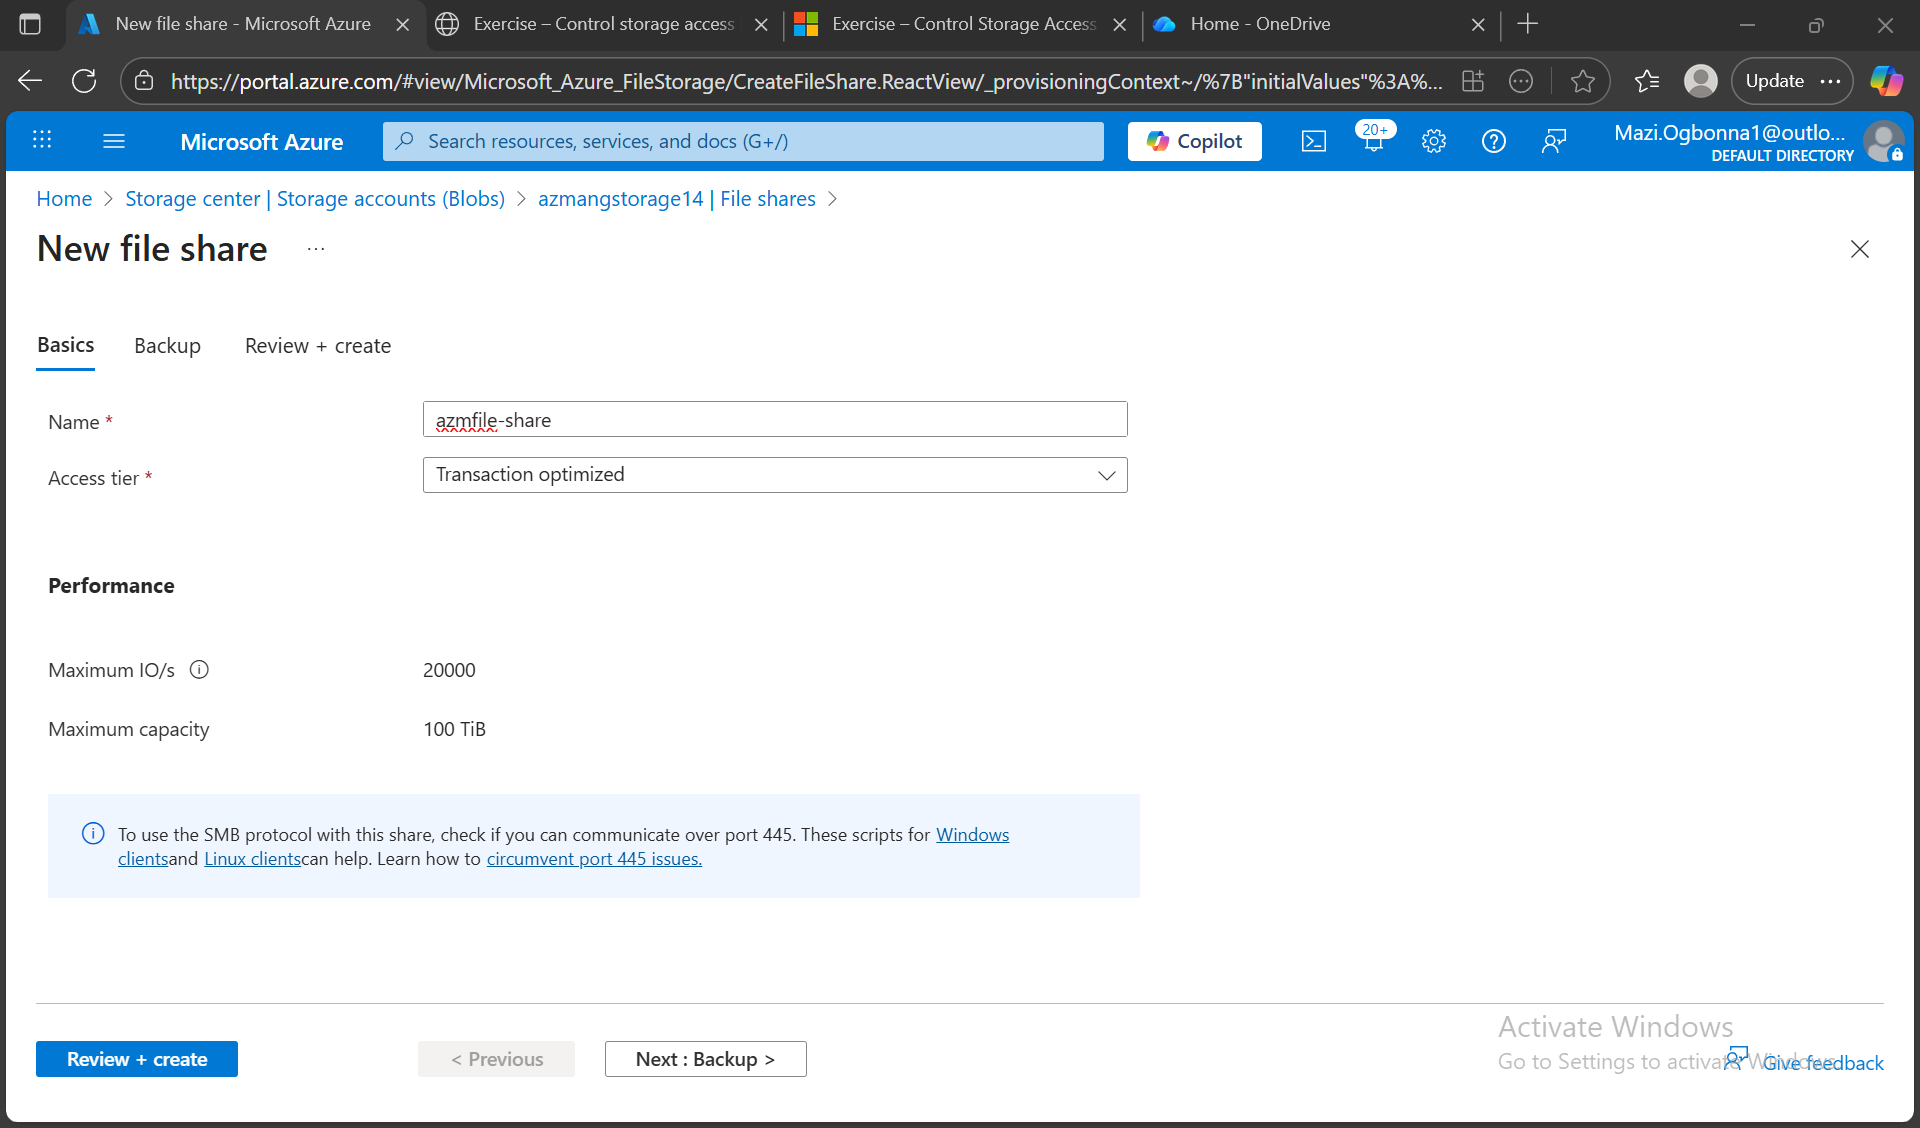 New file share - Microsoft Azure
Exercise – Control storage access
Exercise – Control Storage Access
Home - OneDrive
https://portal.azure.com/#view/Microsoft_Azure_FileStorage/CreateFileShare.ReactView/_provisioningContext~/%7B"initialValues"%3A%...
Update
Microsoft Azure
Search resources, services, and docs (G+/)
Copilot
20+
Mazi.Ogbonna1@outlo...
DEFAULT DIRECTORY
Home > Storage center | Storage accounts (Blobs) > azmangstorage14 | File shares >
New file share ...
Basics
Backup
Review + create
Name *
azmfile-share
Access tier *
Transaction optimized
Performance
Maximum IO/s
20000
Maximum capacity
100 TiB
To use the SMB protocol with this share, check if you can communicate over port 445. These scripts for Windows
clientsand Linux clientscan help. Learn how to circumvent port 445 issues.
Review + create
< Previous
Next : Backup >
Activate Windows
Go to Settings to activate Windows.
Give feedback